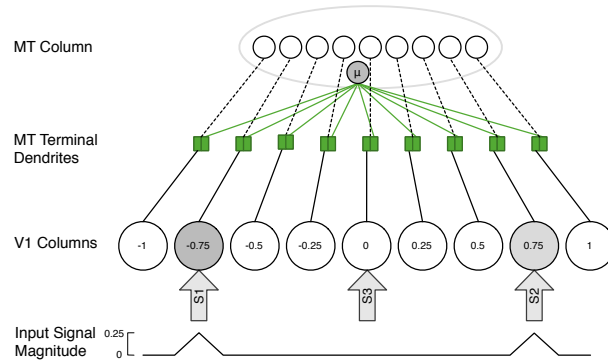 MT Column
μ
MT Terminal
Dendrites
V1 Columns
-1 -0.75 -0.5 -0.25 0 0.25 0.5 0.75 1
S1 S3 S2
Input Signal
Magnitude
0.25
0